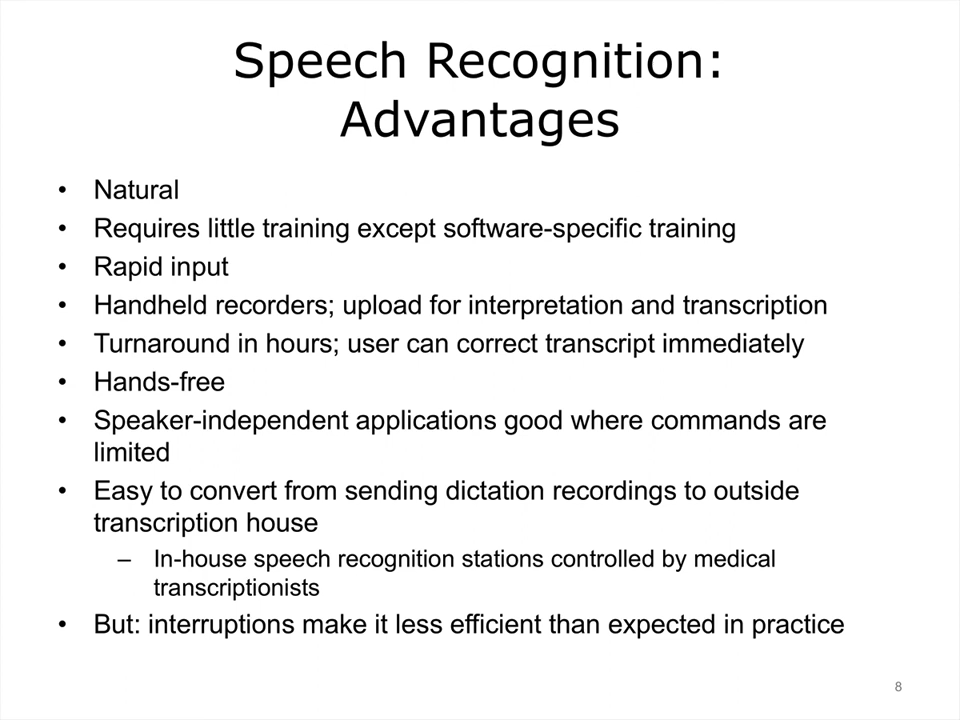 Speech Recognition:
Advantages
• Natural
• Requires little training except software-specific training
• Rapid input
• Handheld recorders; upload for interpretation and transcription
• Turnaround in hours; user can correct transcript immediately
• Hands-free
• Speaker-independent applications good where commands are
limited
• Easy to convert from sending dictation recordings to outside
transcription house
– In-house speech recognition stations controlled by medical
transcriptionists
• But: interruptions make it less efficient than expected in practice
8